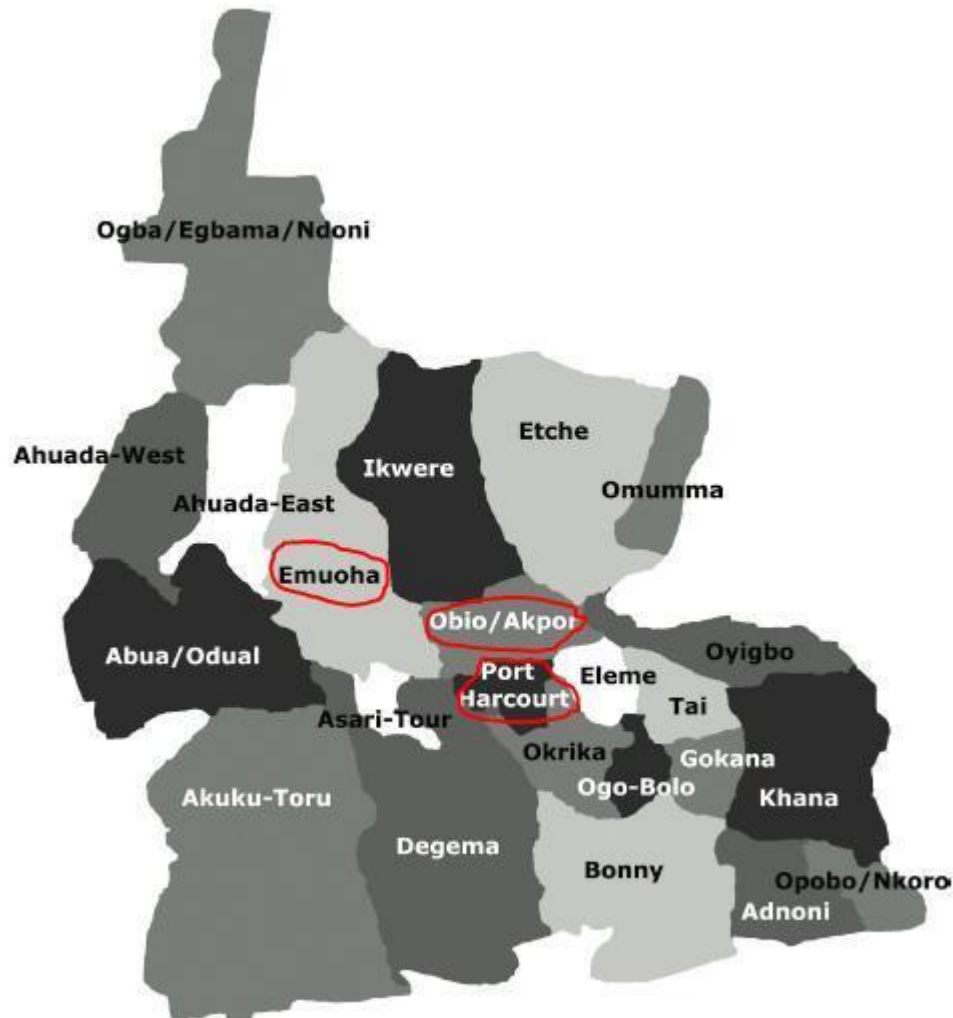 Ogba/Egbama/Ndoni
Etche
Ahuada-West
Ikwere
Omumma
Ahuada-East
Emuoha
Obio/Akpor
Abua/Odual
Oyigbo
Port
Harcourt
Eleme
Tai
Asari-Tour
Okrika
Gokana
Ogo-Bolo
Akuku-Toru
Khana
Degema
Bonny
Opobo/Nkoro
Adnoni